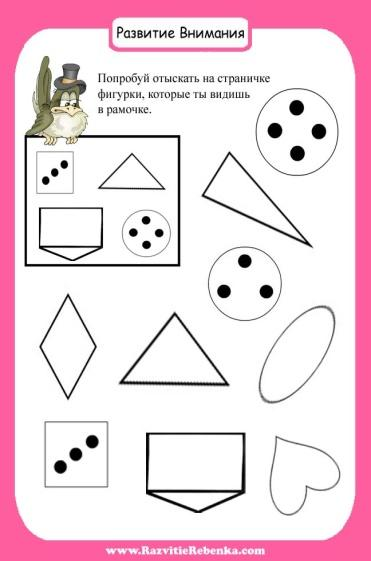 Развитие Внимания
Попробуй отыскать на страничке
фигурки, которые ты видишь
в рамочке.
www.RazvitieRebenka.com